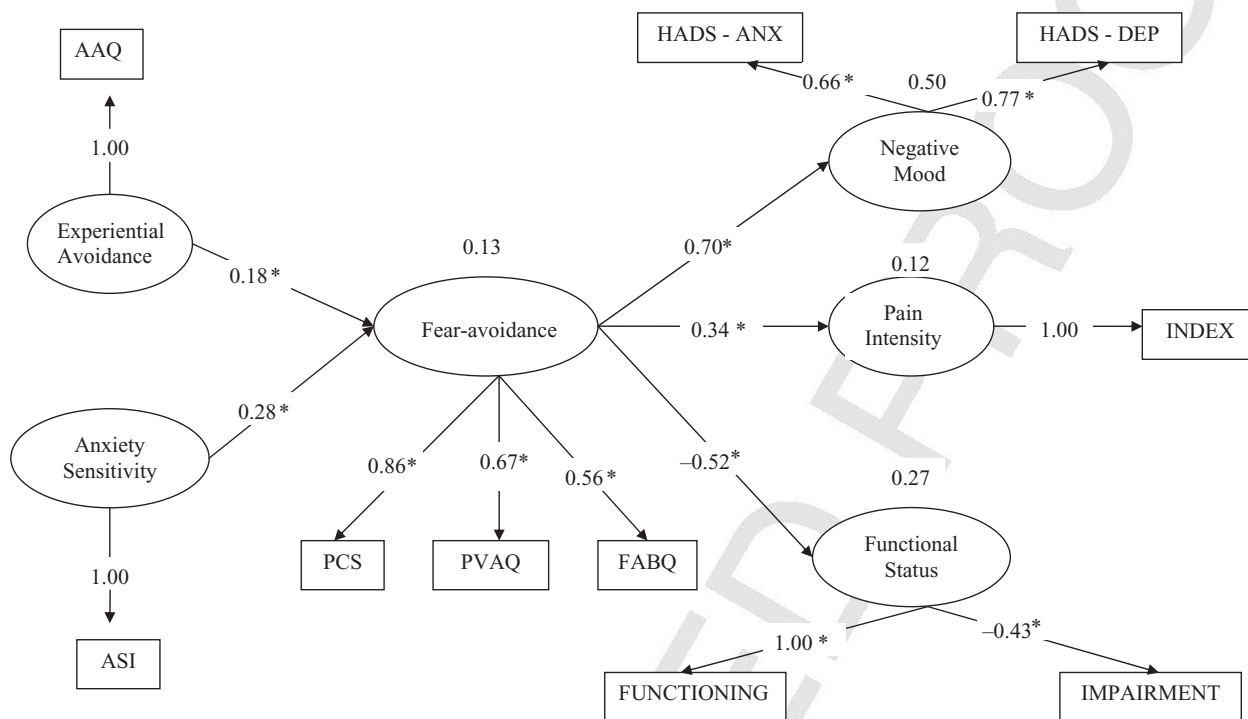 HADS - ANX
HADS - DEP
AAQ
0.66 *
0.50
0.77 *
1.00
Negative
Mood
Experiential
Avoidance
0.13
0.70*
0.18 *
0.12
Fear-avoidance
0.34 *
Pain
Intensity
1.00
INDEX
0.28 *
Anxiety
Sensitivity
0.86*
0.67*
0.56 *
–0.52*
0.27
PCS
PVAQ
FABQ
Functional
Status
1.00
1.00 *
–0.43*
ASI
FUNCTIONING
IMPAIRMENT